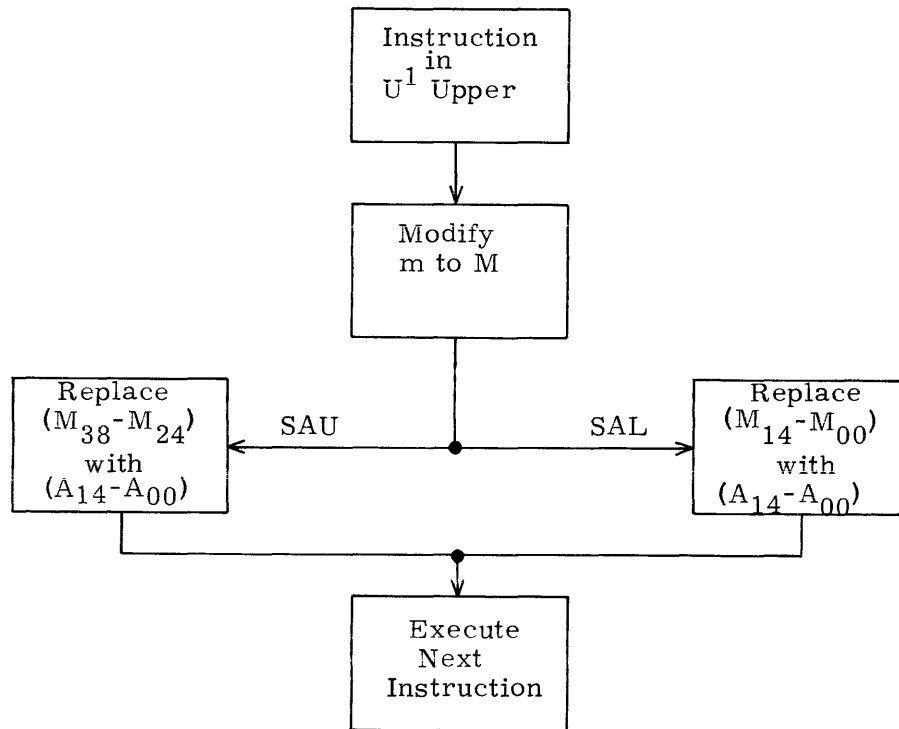 Instruction
in
U¹ Upper
Modify
m to M
SAU
SAL
Replace
(M₃₈-M₂₄)
with
(A₁₄-A₀₀)
Replace
(M₁₄-M₀₀)
with
(A₁₄-A₀₀)
Execute
Next
Instruction